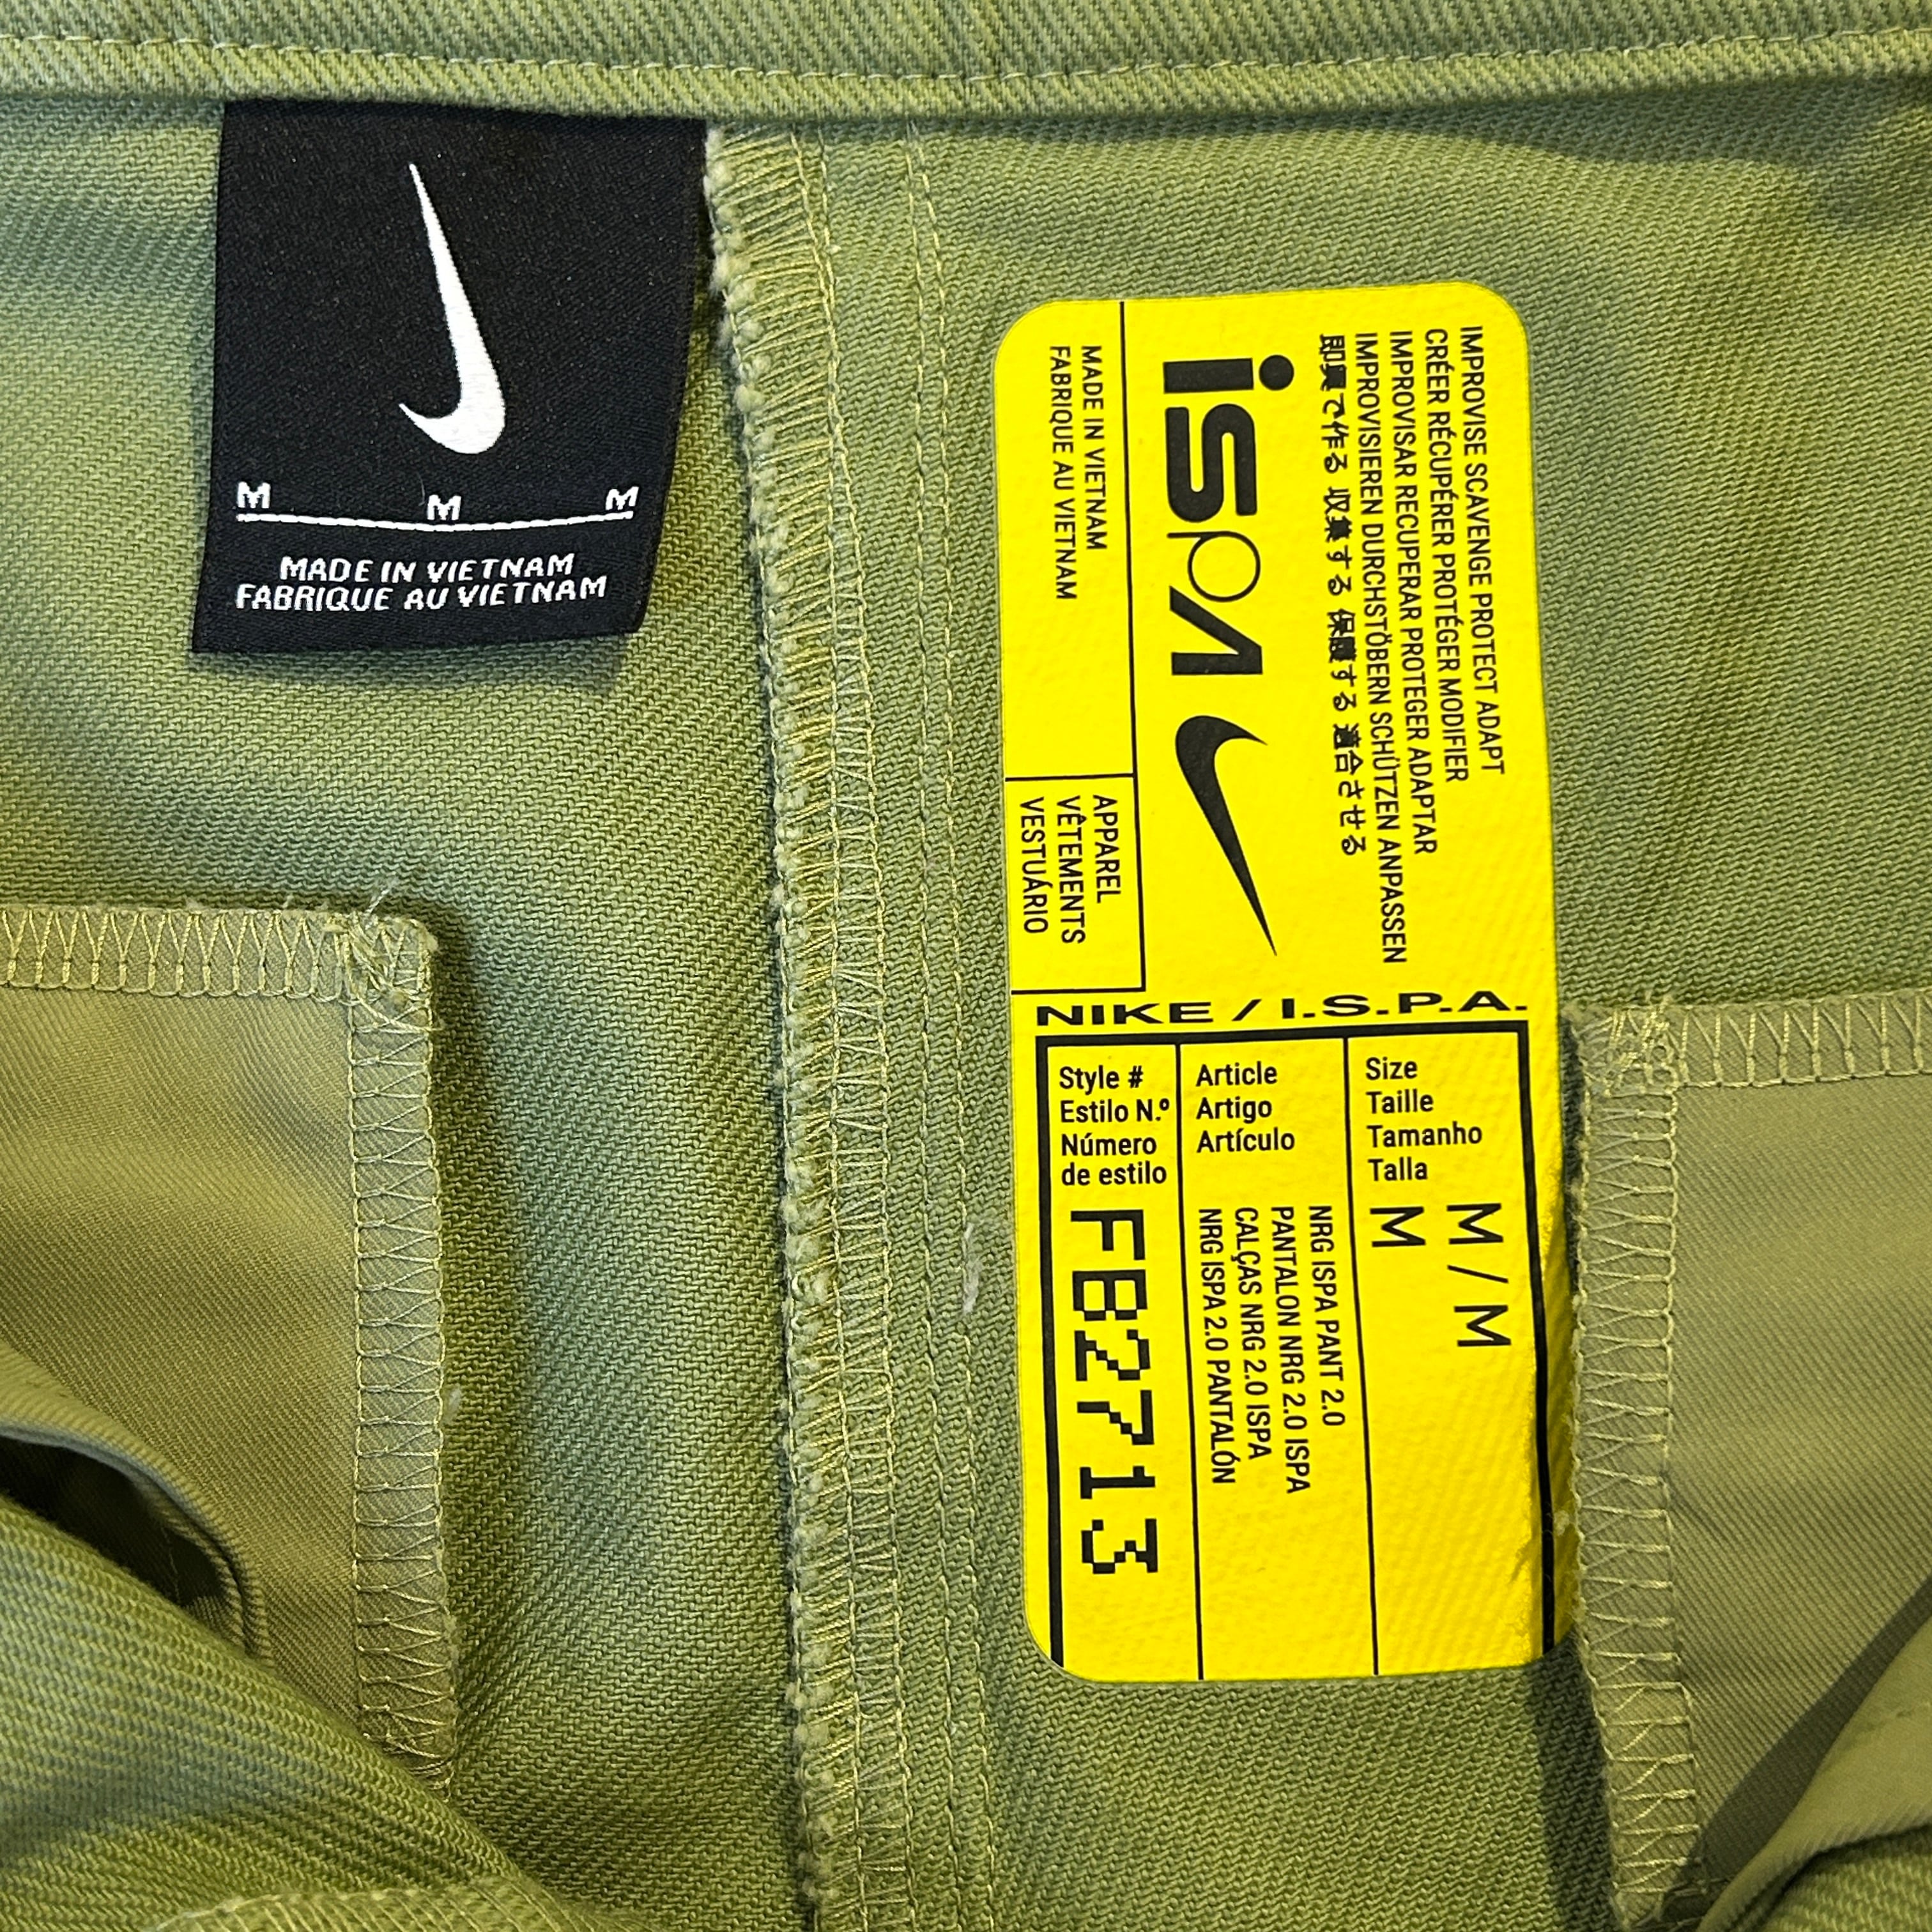 M M M
MADE IN VIETNAM
FABRIQUE AU VIETNAM
IMPROVISE SCAVENGE PROTECT ADAPT
CRÉER RÉCUPÉRER PROTÉGER MODIFIER
IMPROVISAR RECUPERAR PROTEGER ADAPTAR
IMPROVISIEREN DURCHSTÖBERN SCHÜTZEN ANPASSEN
即興で作る 収集する 保護する 適合させる
ISPA
MADE IN VIETNAM
FABRIQUE AU VIETNAM
APPAREL
VÊTEMENTS
VESTUÁRIO
NIKE / I.S.P.A.
Style #
Estilo N.º
Número
de estilo
FB2713
Article
Artigo
Artículo
NRG ISPA PANT 2.0
PANTALON NRG 2.0 ISPA
CALÇAS NRG 2.0 ISPA
NRG ISPA 2.0 PANTALÓN
Size
Taille
Tamanho
Talla
M / M
M